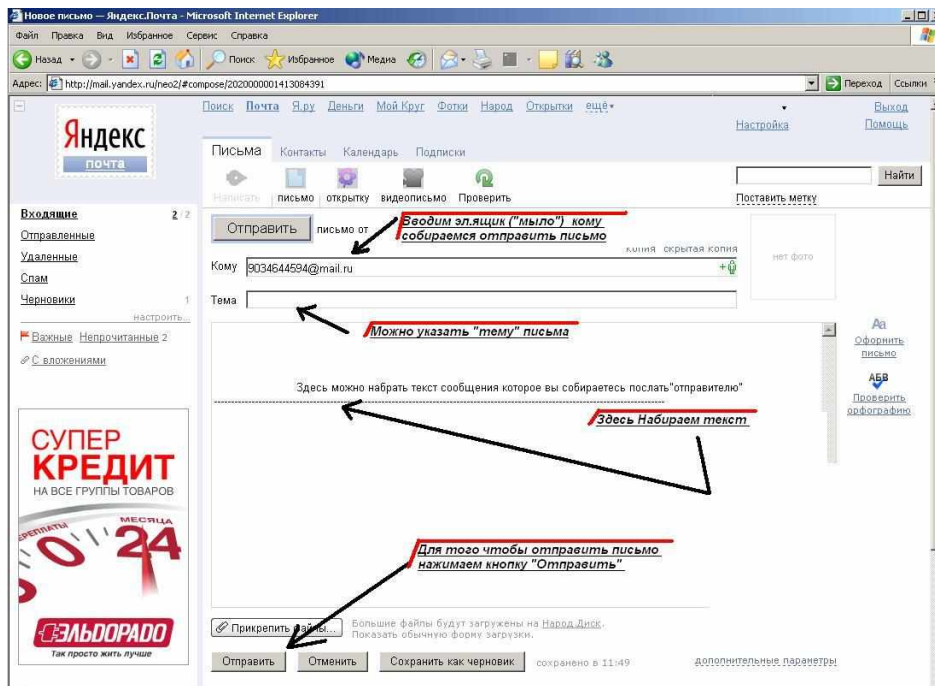 Новое письмо — Яндекс.Почта - Microsoft Internet Explorer
Файл Правка Вид Избранное Сервис Справка
Назад Поиск Избранное Медиа
Адрес: http://mail.yandex.ru/neo2/#compose/2020000001413084391 Переход Ссылки
Поиск Почта Я.ру Деньги Мой Круг Фотки Народ Открытки ещё Выход
Настройка Помощь
Яндекс
почта
Письма Контакты Календарь Подписки
Написать письмо открытку видеописьмо Проверить Найти
Поставить метку
Входящие 2 / 2
Отправленные
Удаленные
Спам
Черновики 1
настроить...
Важные Непрочитанные 2
С вложениями
Отправить письмо от
Вводим эл.ящик ("мыло") кому
собираемся отправить письмо
копия скрытая копия
Кому 9034644594@mail.ru
нет фото
Тема
Можно указать "тему" письма
Аа
Оформить
письмо
АБВ
Проверить
орфографию
Здесь можно набрать текст сообщения которое вы собираетесь послать"отправителю"
Здесь Набираем текст
СУПЕР
КРЕДИТ
НА ВСЕ ГРУППЫ ТОВАРОВ
ПЕРЕПЛАТЫ МЕСЯЦА
0 24
ЭЛЬДОРАДО
Так просто жить лучше
Для того чтобы отправить письмо
нажимаем кнопку "Отправить"
Прикрепить файлы... Большие файлы будут загружены на Народ.Диск.
Показать обычную форму загрузки.
Отправить Отменить Сохранить как черновик сохранено в 11:49 дополнительные параметры